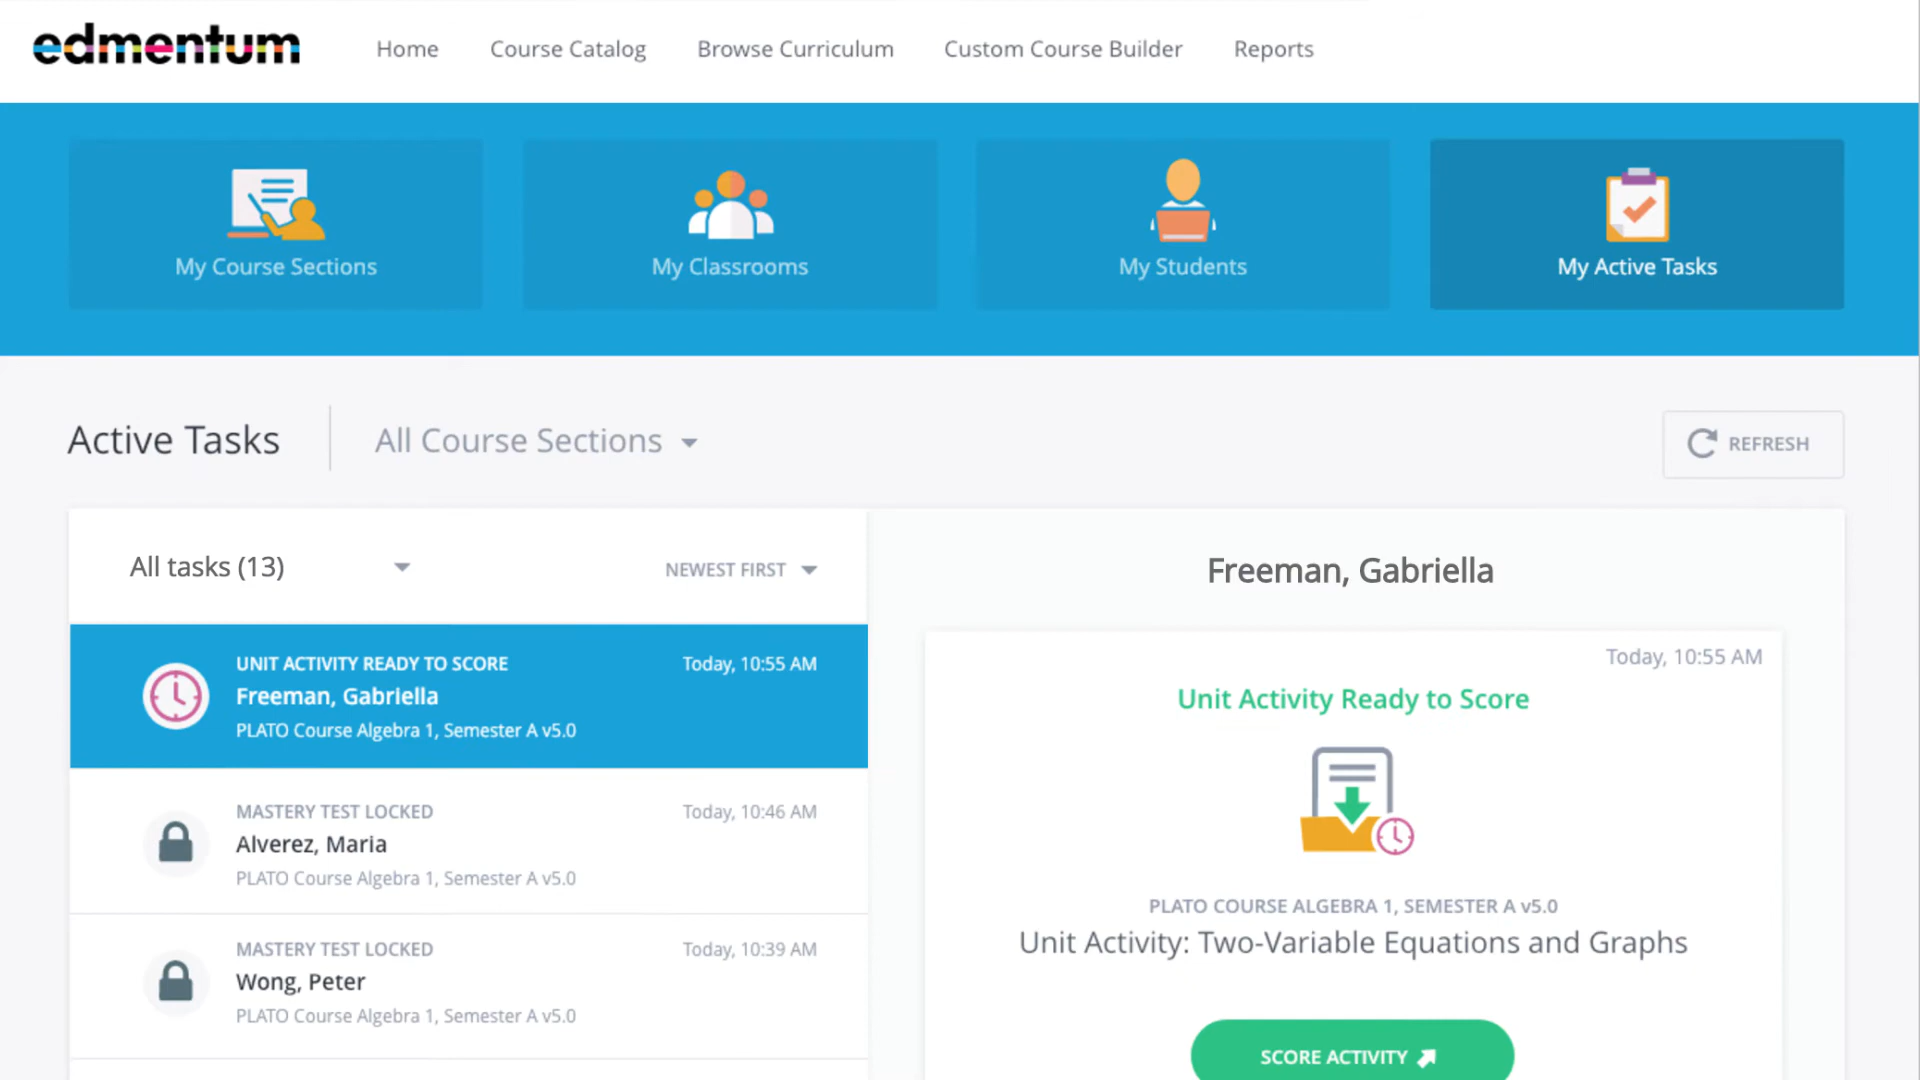 edmentum
Home
Course Catalog
Browse Curriculum
Custom Course Builder
Reports
My Course Sections
My Classrooms
My Students
My Active Tasks
Active Tasks
All Course Sections
REFRESH
All tasks (13)
NEWEST FIRST
UNIT ACTIVITY READY TO SCORE
Today, 10:55 AM
Freeman, Gabriella
PLATO Course Algebra 1, Semester A v5.0
MASTERY TEST LOCKED
Today, 10:46 AM
Alverez, Maria
PLATO Course Algebra 1, Semester A v5.0
MASTERY TEST LOCKED
Today, 10:39 AM
Wong, Peter
PLATO Course Algebra 1, Semester A v5.0
Freeman, Gabriella
Today, 10:55 AM
Unit Activity Ready to Score
PLATO COURSE ALGEBRA 1, SEMESTER A v5.0
Unit Activity: Two-Variable Equations and Graphs
SCORE ACTIVITY